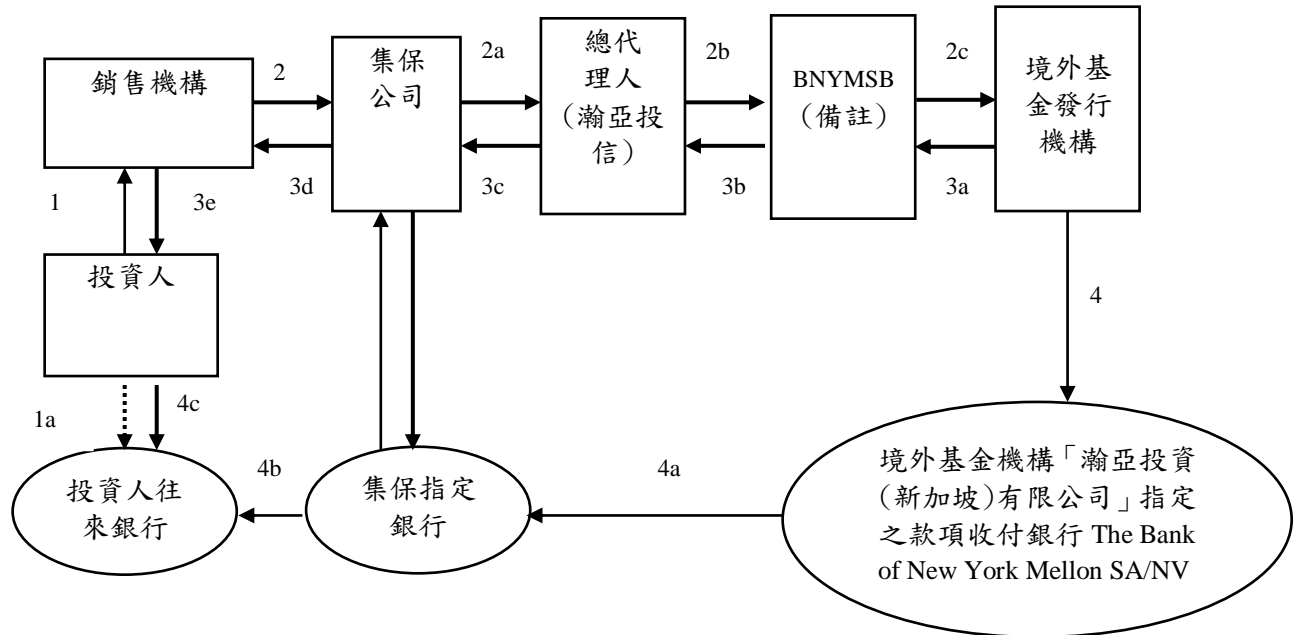 銷售機構
2
集保
公司
2a
總代
理人
（瀚亞投
信）
2b
BNYMSB
（備註）
2c
境外基
金發行
機構
3d
3c
3b
3a
1
3e
投資人
4
1a
4c
投資人往
來銀行
4b
集保指定
銀行
4a
境外基金機構「瀚亞投資
(新加坡)有限公司」指定
之款項收付銀行 The Bank
of New York Mellon SA/NV